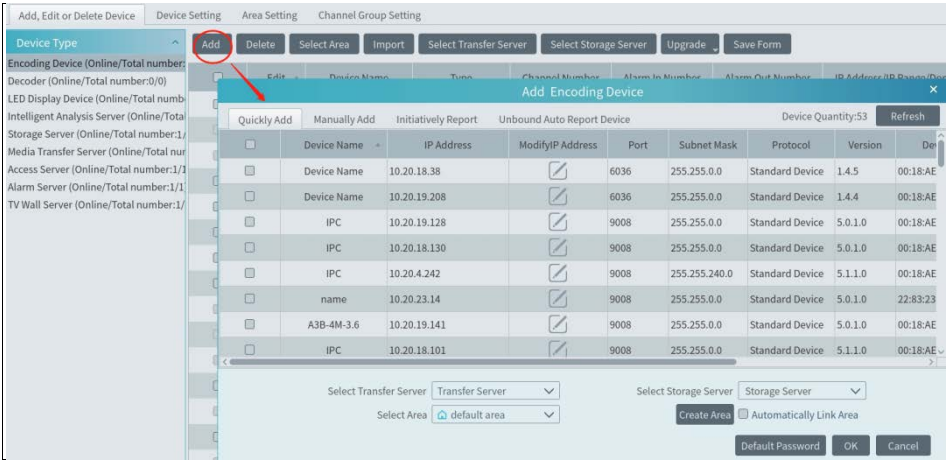 Add, Edit or Delete Device Device Setting Area Setting Channel Group Setting
Device Type Add Delete Select Area Import Select Transfer Server Select Storage Server Upgrade Save Form
Encoding Device (Online/Total number:
Decoder (Online/Total number:0/0)
LED Display Device (Online/Total numb
Intelligent Analysis Server (Online/Total
Storage Server (Online/Total number:1/
Media Transfer Server (Online/Total nur
Access Server (Online/Total number:1/1
Alarm Server (Online/Total number:1/1
TV Wall Server (Online/Total number:1/
Edit Device Name Type Channel Number Alarm In Number Alarm Out Number
Add Encoding Device
Quickly Add Manually Add Initiatively Report Unbound Auto Report Device Device Quantity:53 Refresh
Device Name IP Address ModifyIP Address Port Subnet Mask Protocol Version De
Device Name 10.20.18.38 6036 255.255.0.0 Standard Device 1.4.5 00:18:AE
Device Name 10.20.19.208 6036 255.255.0.0 Standard Device 1.4.4 00:18:AE
IPC 10.20.19.128 9008 255.255.0.0 Standard Device 5.0.1.0 00:18:AE
IPC 10.20.18.130 9008 255.255.0.0 Standard Device 5.0.1.0 00:18:AE
IPC 10.20.4.242 9008 255.255.240.0 Standard Device 5.1.1.0 00:18:AE
name 10.20.23.14 9008 255.255.0.0 Standard Device 5.0.1.0 22:83:23
A3B-4M-3.6 10.20.19.141 9008 255.255.0.0 Standard Device 5.0.1.0 00:18:AE
IPC 10.20.18.101 9008 255.255.0.0 Standard Device 5.1.1.0 00:18:AE
Select Transfer Server Transfer Server Select Storage Server Storage Server
Select Area default area Create Area Automatically Link Area
Default Password OK Cancel